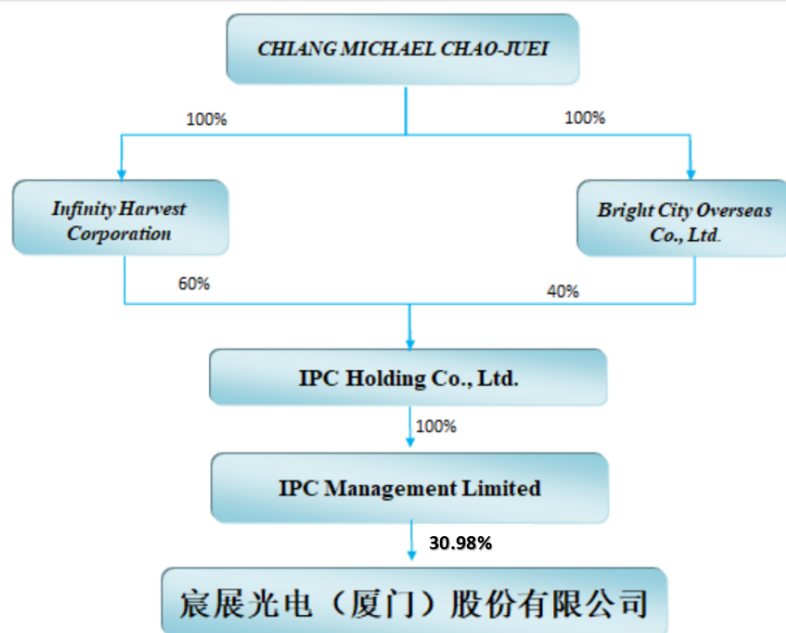 CHIANG MICHAEL CHAO-JUEI
100%
100%
Infinity Harvest
Corporation
Bright City Overseas
Co., Ltd.
60%
40%
IPC Holding Co., Ltd.
100%
IPC Management Limited
30.98%
宸展光电（厦门）股份有限公司